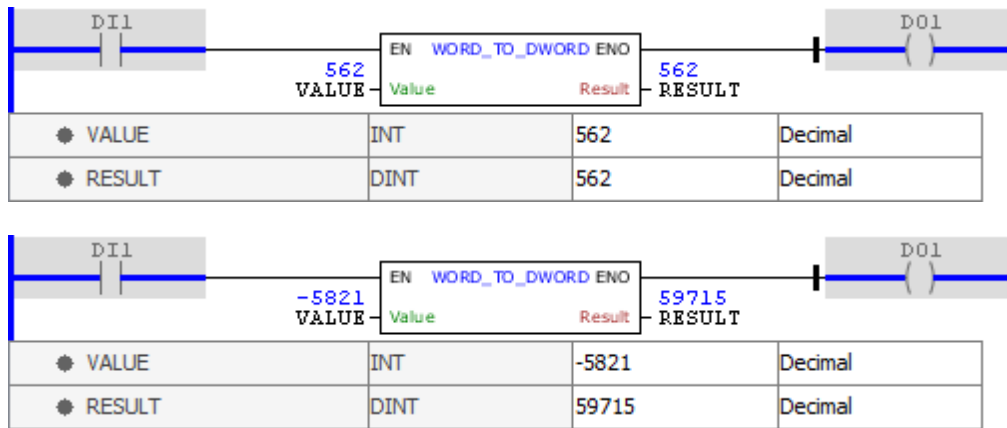 DI1 DO1
EN WORD_TO_DWORD ENO
562 562
VALUE Value Result RESULT
VALUE INT 562 Decimal
RESULT DINT 562 Decimal
DI1 DO1
EN WORD_TO_DWORD ENO
-5821 59715
VALUE Value Result RESULT
VALUE INT -5821 Decimal
RESULT DINT 59715 Decimal